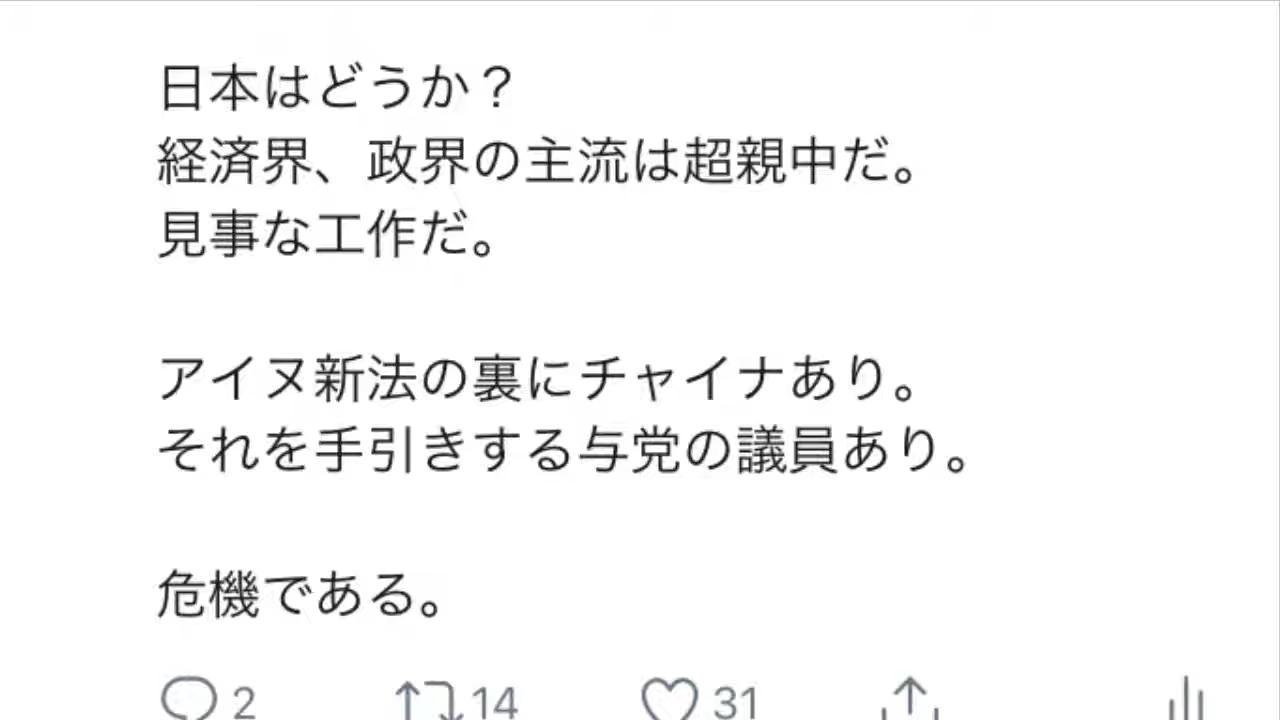 日本はどうか？
経済界、政界の主流は超親中だ。
見事な工作だ。
アイヌ新法の裏にチャイナあり。
それを手引きする与党の議員あり。
危機である。
2 14 31